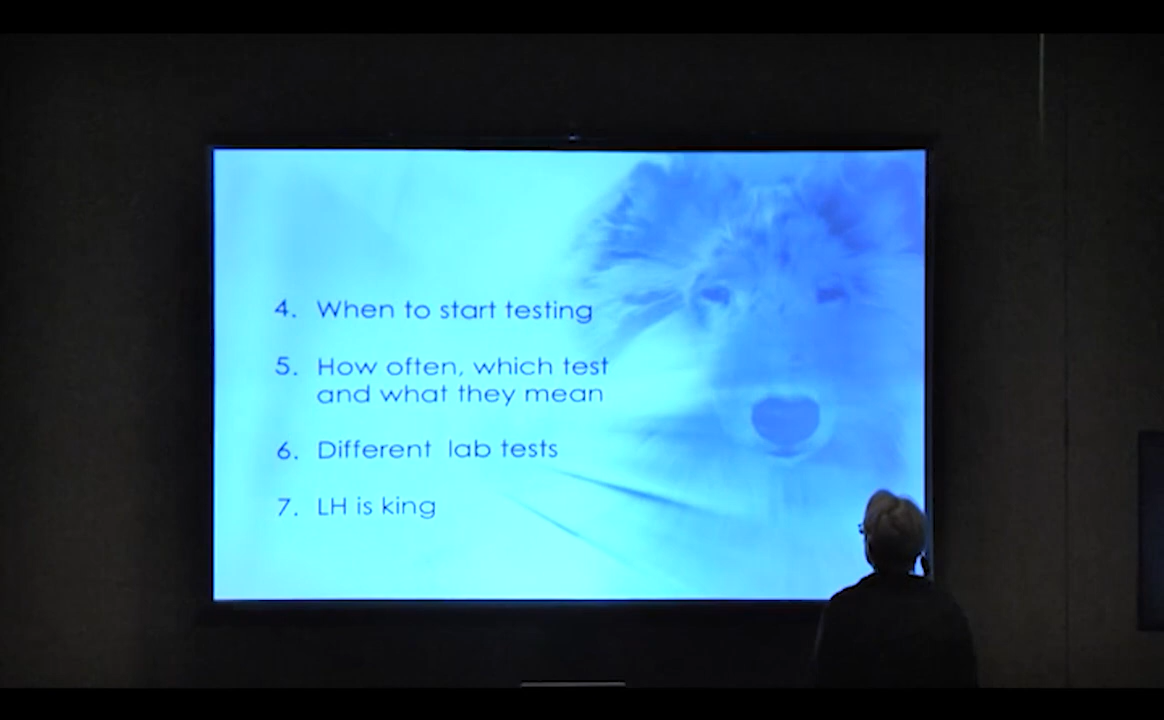 4. When to start testing
5. How often, which test
and what they mean
6. Different lab tests
7. LH is king